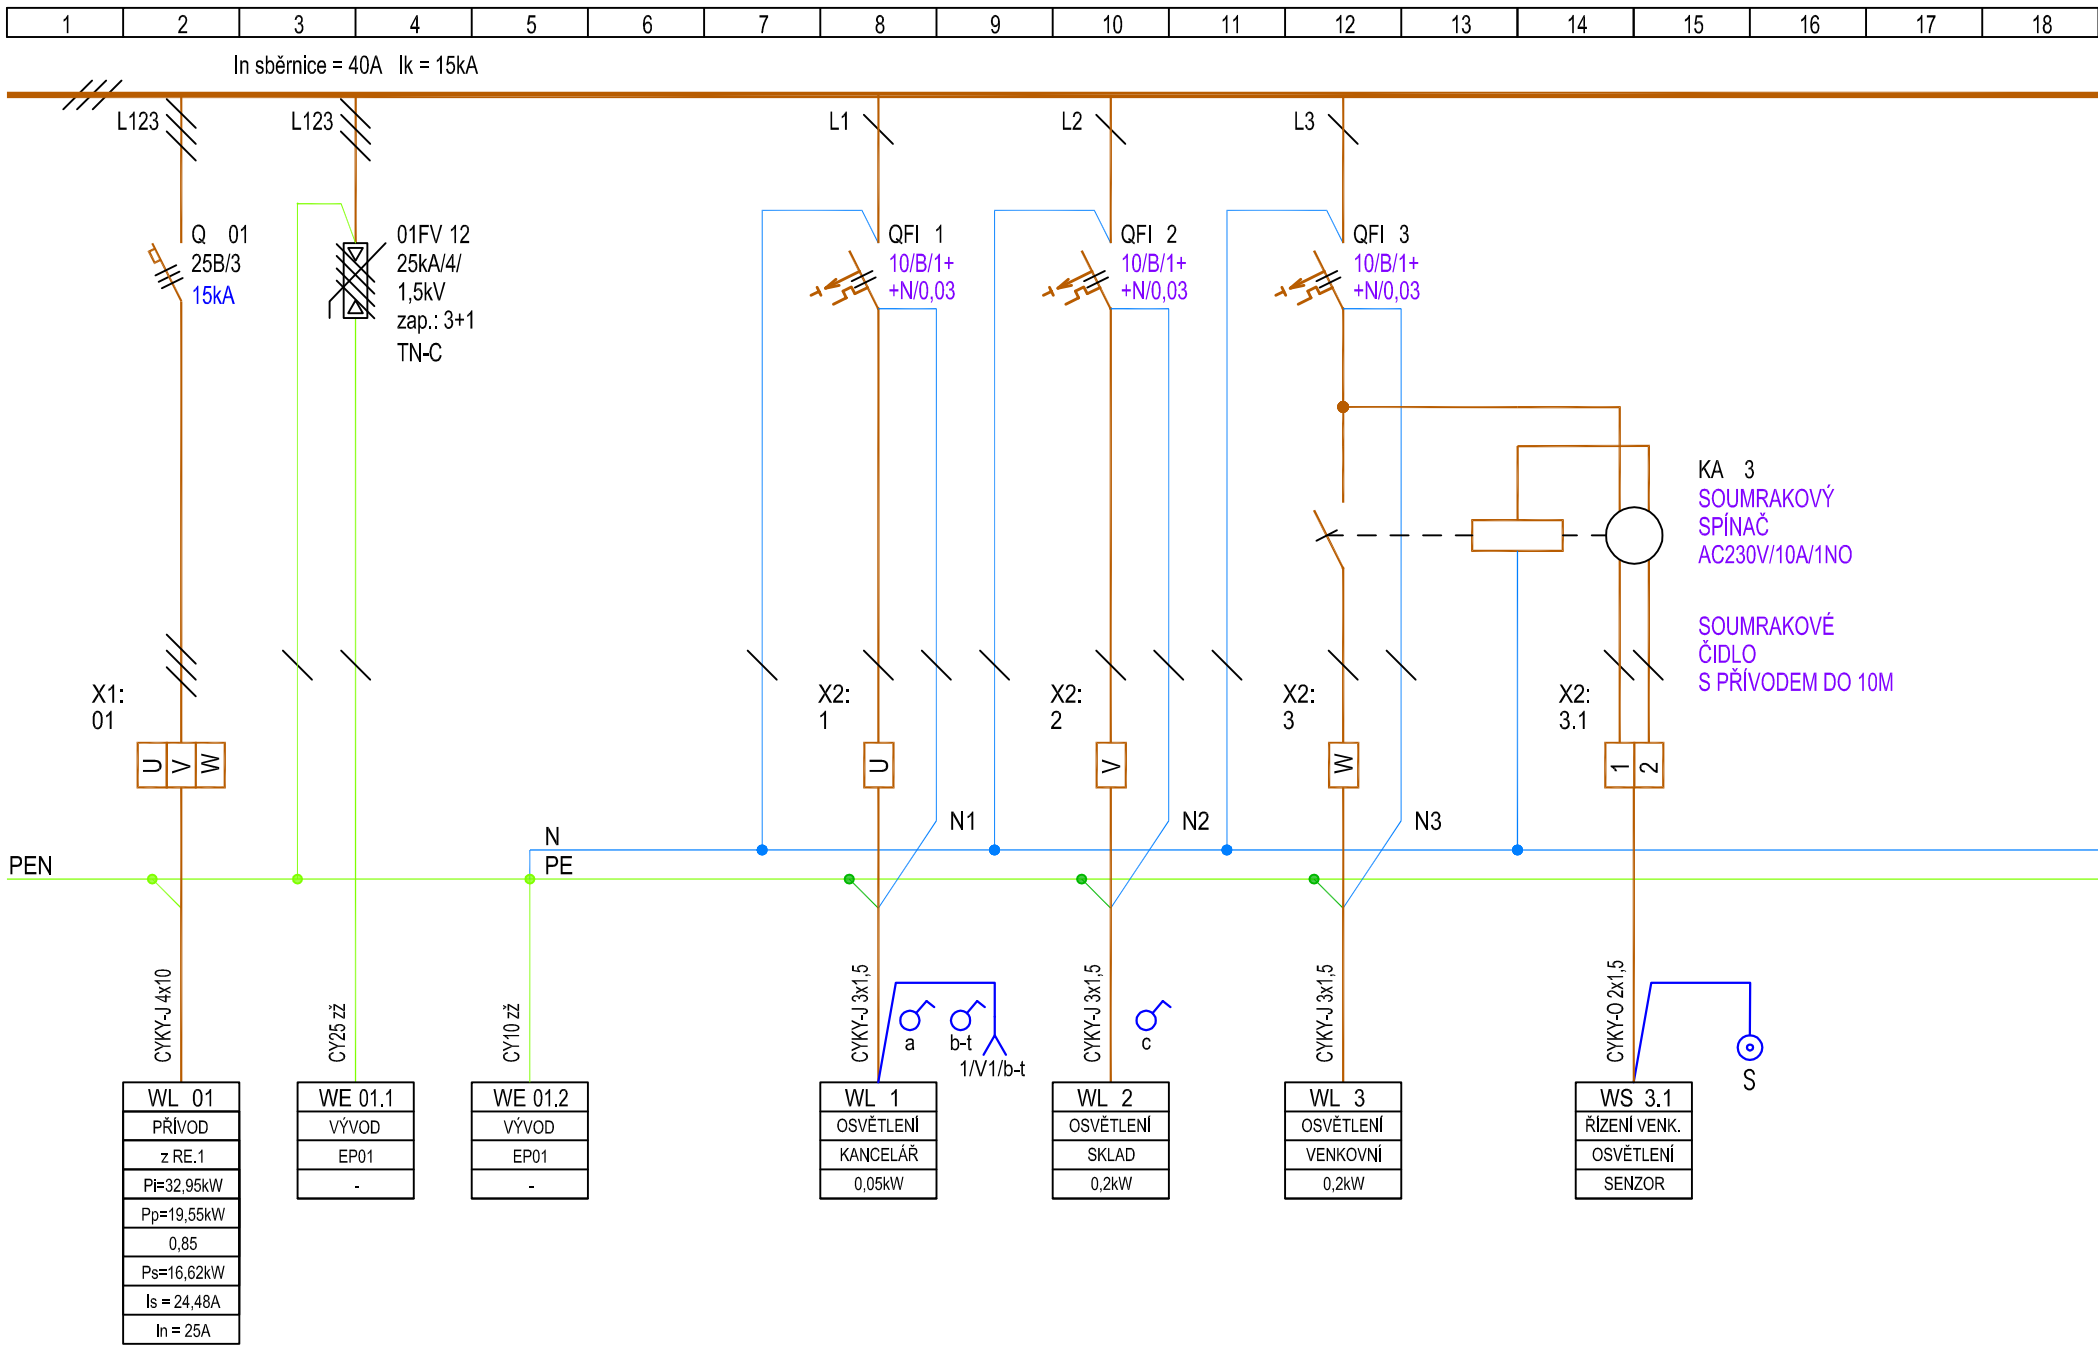 1 2 3 4 5 6 7 8 9 10 11 12 13 14 15 16 17 18
In sběrnice = 40A Ik = 15kA
L123
L123
L1
L2
L3
Q 01
25B/3
15kA
01FV 12
25kA/4/
1,5kV
zap.: 3+1
TN-C
QFI 1
10/B/1+
+N/0,03
QFI 2
10/B/1+
+N/0,03
QFI 3
10/B/1+
+N/0,03
KA 3
SOUMRAKOVÝ
SPÍNAČ
AC230V/10A/1NO
SOUMRAKOVÉ
ČIDLO
S PŘÍVODEM DO 10M
X1:
01
X2:
1
X2:
2
X2:
3
X2:
3.1
U V W
U
V
W
1 2
N1
N2
N3
N
PE
PEN
CYKY-J 4x10
CY25 zž
CY10 zž
CYKY-J 3x1,5
CYKY-J 3x1,5
CYKY-J 3x1,5
CYKY-O 2x1,5
a
b-t
1/V1/b-t
c
S
WL 01
PŘÍVOD
z RE.1
Pi=32,95kW
Pp=19,55kW
0,85
Ps=16,62kW
Is = 24,48A
In = 25A
WE 01.1
VÝVOD
EP01
-
WE 01.2
VÝVOD
EP01
-
WL 1
OSVĚTLENÍ
KANCELÁŘ
0,05kW
WL 2
OSVĚTLENÍ
SKLAD
0,2kW
WL 3
OSVĚTLENÍ
VENKOVNÍ
0,2kW
WS 3.1
ŘÍZENÍ VENK.
OSVĚTLENÍ
SENZOR